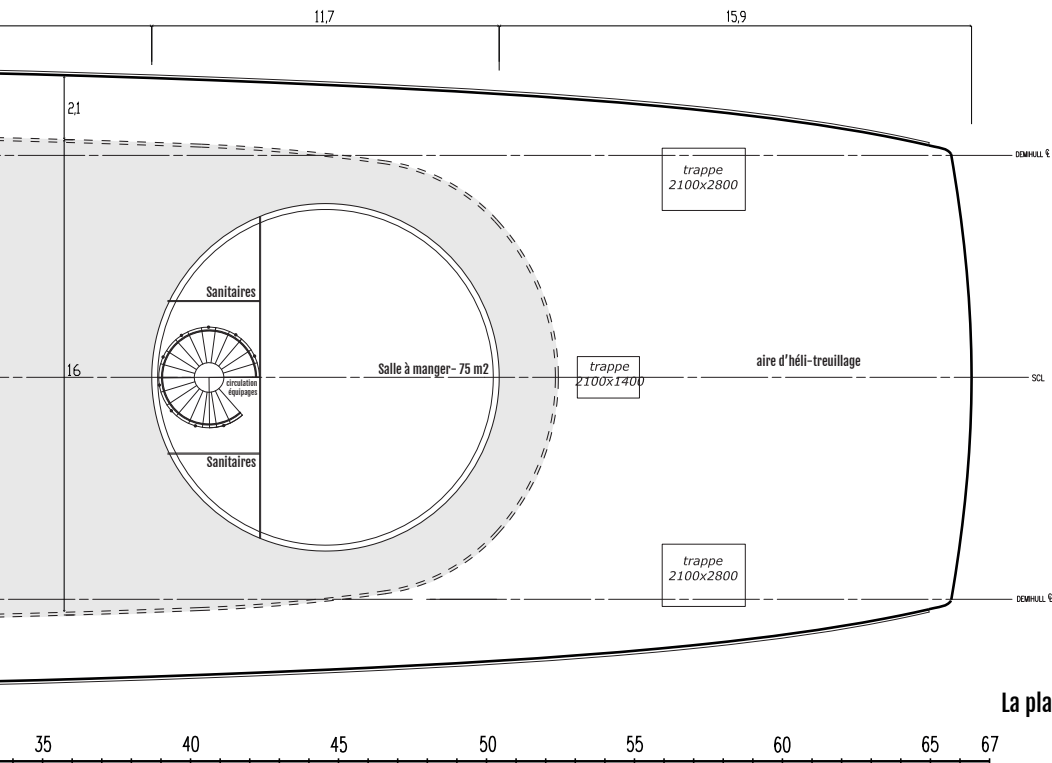 11,7
15,9
2,1
DEMIHULL ℄
trappe
2100x2800
Sanitaires
16
circulation
équipages
Salle à manger- 75 m2
trappe
2100x1400
aire d'héli-treuillage
SCL
Sanitaires
trappe
2100x2800
DEMIHULL ℄
La pla
35
40
45
50
55
60
65
67